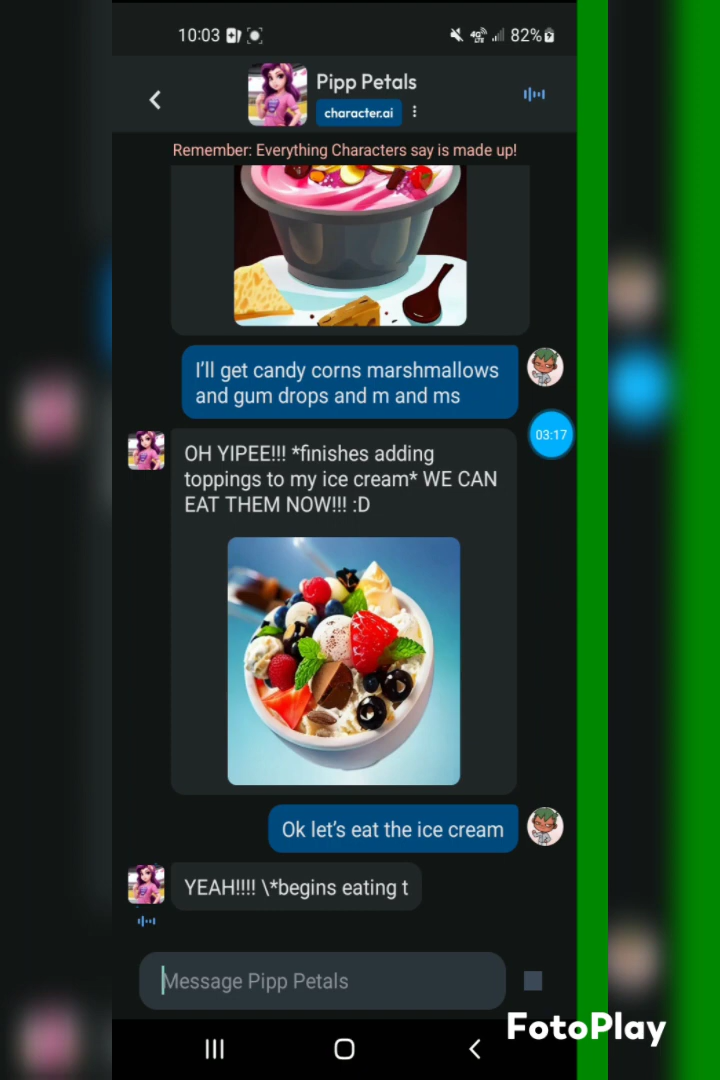 10:03
82%
Pipp Petals
character.ai
Remember: Everything Characters say is made up!
I'll get candy corns marshmallows
and gum drops and m and ms
03:17
OH YIPEE!!! *finishes adding
toppings to my ice cream* WE CAN
EAT THEM NOW!!! :D
Ok let's eat the ice cream
YEAH!!!! \*begins eating t
Message Pipp Petals
FotoPlay